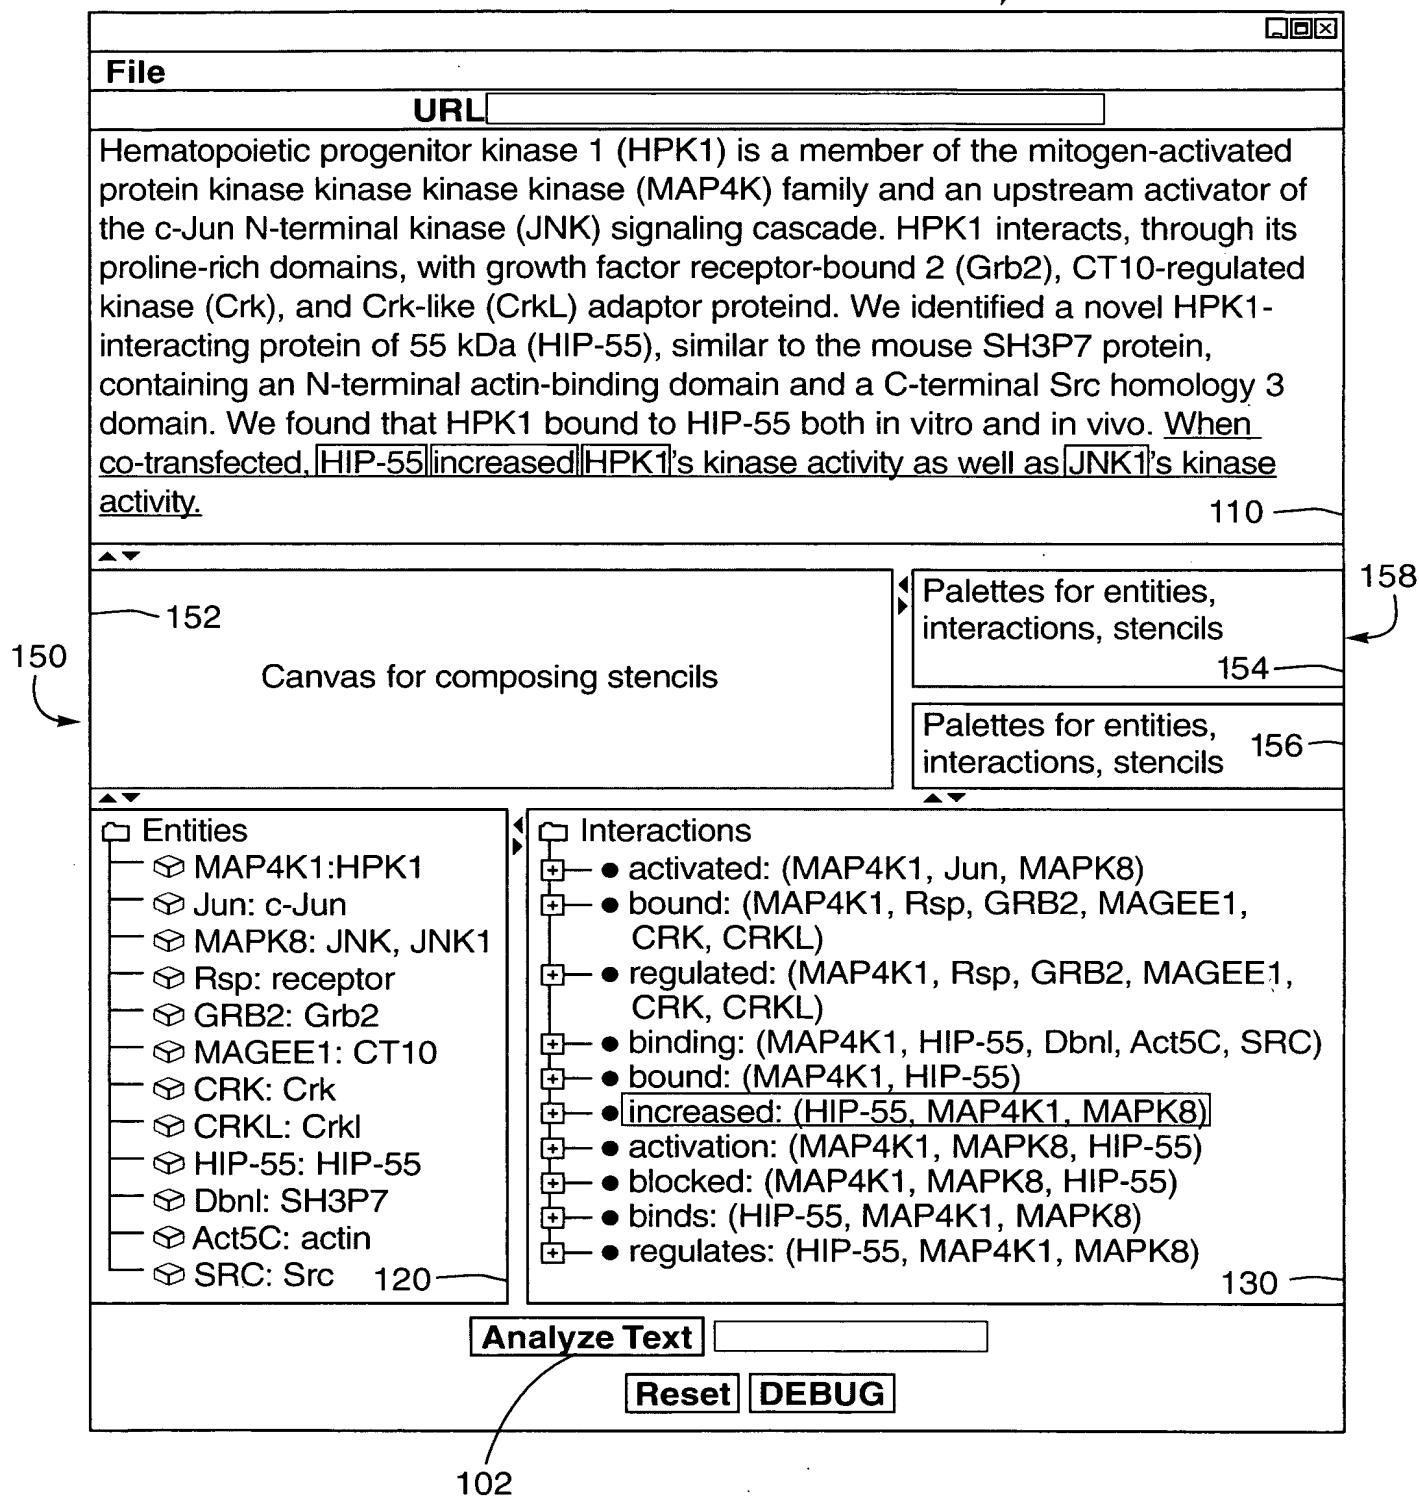 File
URL
Hematopoietic progenitor kinase 1 (HPK1) is a member of the mitogen-activated
protein kinase kinase kinase kinase (MAP4K) family and an upstream activator of
the c-Jun N-terminal kinase (JNK) signaling cascade. HPK1 interacts, through its
proline-rich domains, with growth factor receptor-bound 2 (Grb2), CT10-regulated
kinase (Crk), and Crk-like (CrkL) adaptor proteind. We identified a novel HPK1-
interacting protein of 55 kDa (HIP-55), similar to the mouse SH3P7 protein,
containing an N-terminal actin-binding domain and a C-terminal Src homology 3
domain. We found that HPK1 bound to HIP-55 both in vitro and in vivo. When
co-transfected, HIP-55 increased HPK1's kinase activity as well as JNK1's kinase
activity.
110
158
152
150
Canvas for composing stencils
Palettes for entities,
interactions, stencils
154
Palettes for entities,
interactions, stencils
156
Entities
MAP4K1:HPK1
Jun: c-Jun
MAPK8: JNK, JNK1
Rsp: receptor
GRB2: Grb2
MAGEE1: CT10
CRK: Crk
CRKL: Crkl
HIP-55: HIP-55
Dbnl: SH3P7
Act5C: actin
SRC: Src
120
Interactions
activated: (MAP4K1, Jun, MAPK8)
bound: (MAP4K1, Rsp, GRB2, MAGEE1,
CRK, CRKL)
regulated: (MAP4K1, Rsp, GRB2, MAGEE1,
CRK, CRKL)
binding: (MAP4K1, HIP-55, Dbnl, Act5C, SRC)
bound: (MAP4K1, HIP-55)
increased: (HIP-55, MAP4K1, MAPK8)
activation: (MAP4K1, MAPK8, HIP-55)
blocked: (MAP4K1, MAPK8, HIP-55)
binds: (HIP-55, MAP4K1, MAPK8)
regulates: (HIP-55, MAP4K1, MAPK8)
130
Analyze Text
Reset DEBUG
102